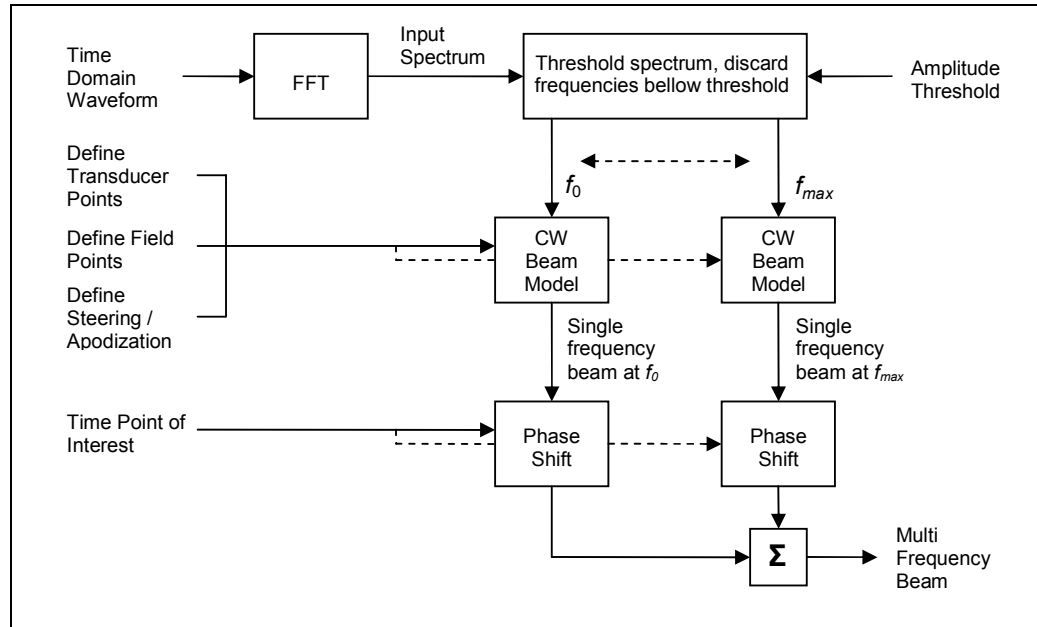 Time
Domain
Waveform
FFT
Input
Spectrum
Threshold spectrum, discard
frequencies bellow threshold
Amplitude
Threshold
Define
Transducer
Points
f0
fmax
Define Field
Points
CW
Beam
Model
CW
Beam
Model
Define
Steering /
Apodization
Single
frequency
beam at f0
Single
frequency
beam at fmax
Time Point of
Interest
Phase
Shift
Phase
Shift
Σ
Multi
Frequency
Beam